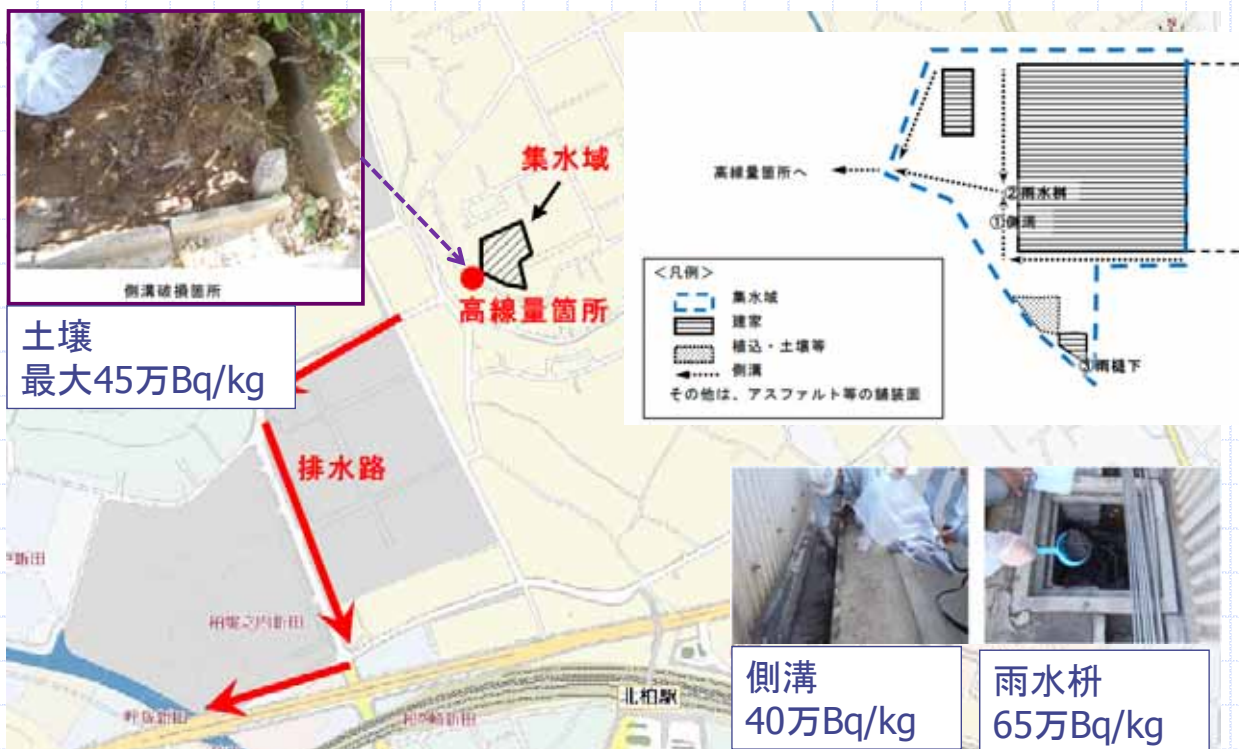 側溝破損箇所
土壌
最大45万Bq/kg
集水域
高線量箇所
排水路
北柏駅
N
高線量箇所へ
②雨水桝
①側溝
③雨樋下
<凡例>
集水域
建家
植込・土壌等
側溝
その他は、アスファルト等の舗装面
側溝
40万Bq/kg
雨水枡
65万Bq/kg